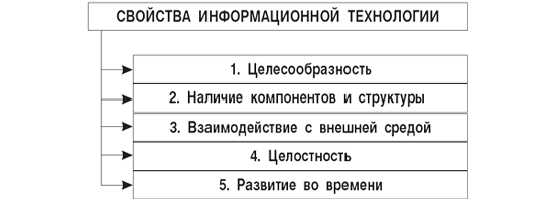 СВОЙСТВА ИНФОРМАЦИОННОЙ ТЕХНОЛОГИИ
1. Целесообразность
2. Наличие компонентов и структуры
3. Взаимодействие с внешней средой
4. Целостность
5. Развитие во времени